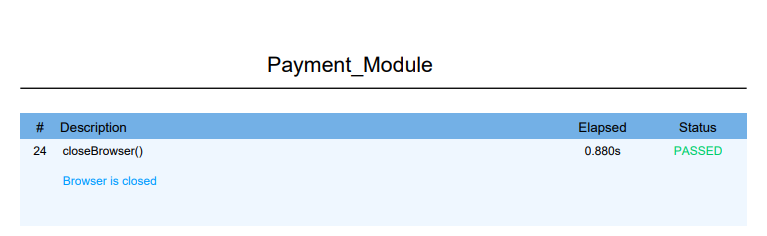 Payment_Module
# Description Elapsed Status
24 closeBrowser() 0.880s PASSED
Browser is closed